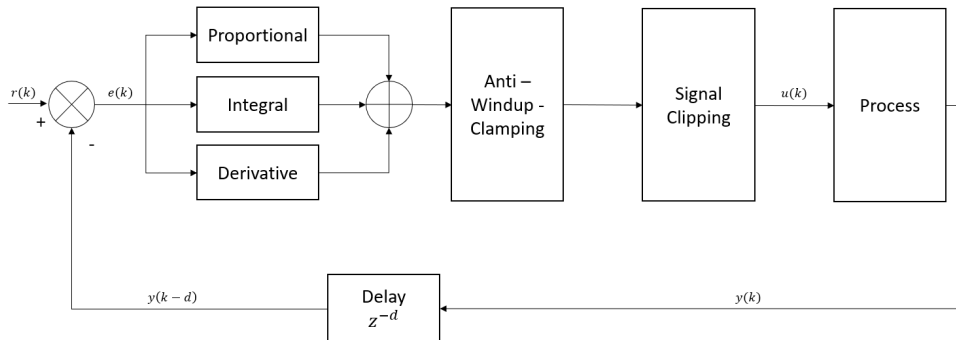 Proportional
r(k)
e(k)
+
-
Integral
Derivative
Anti –
Windup -
Clamping
Signal
Clipping
u(k)
Process
y(k − d)
Delay
z⁻ᵈ
y(k)